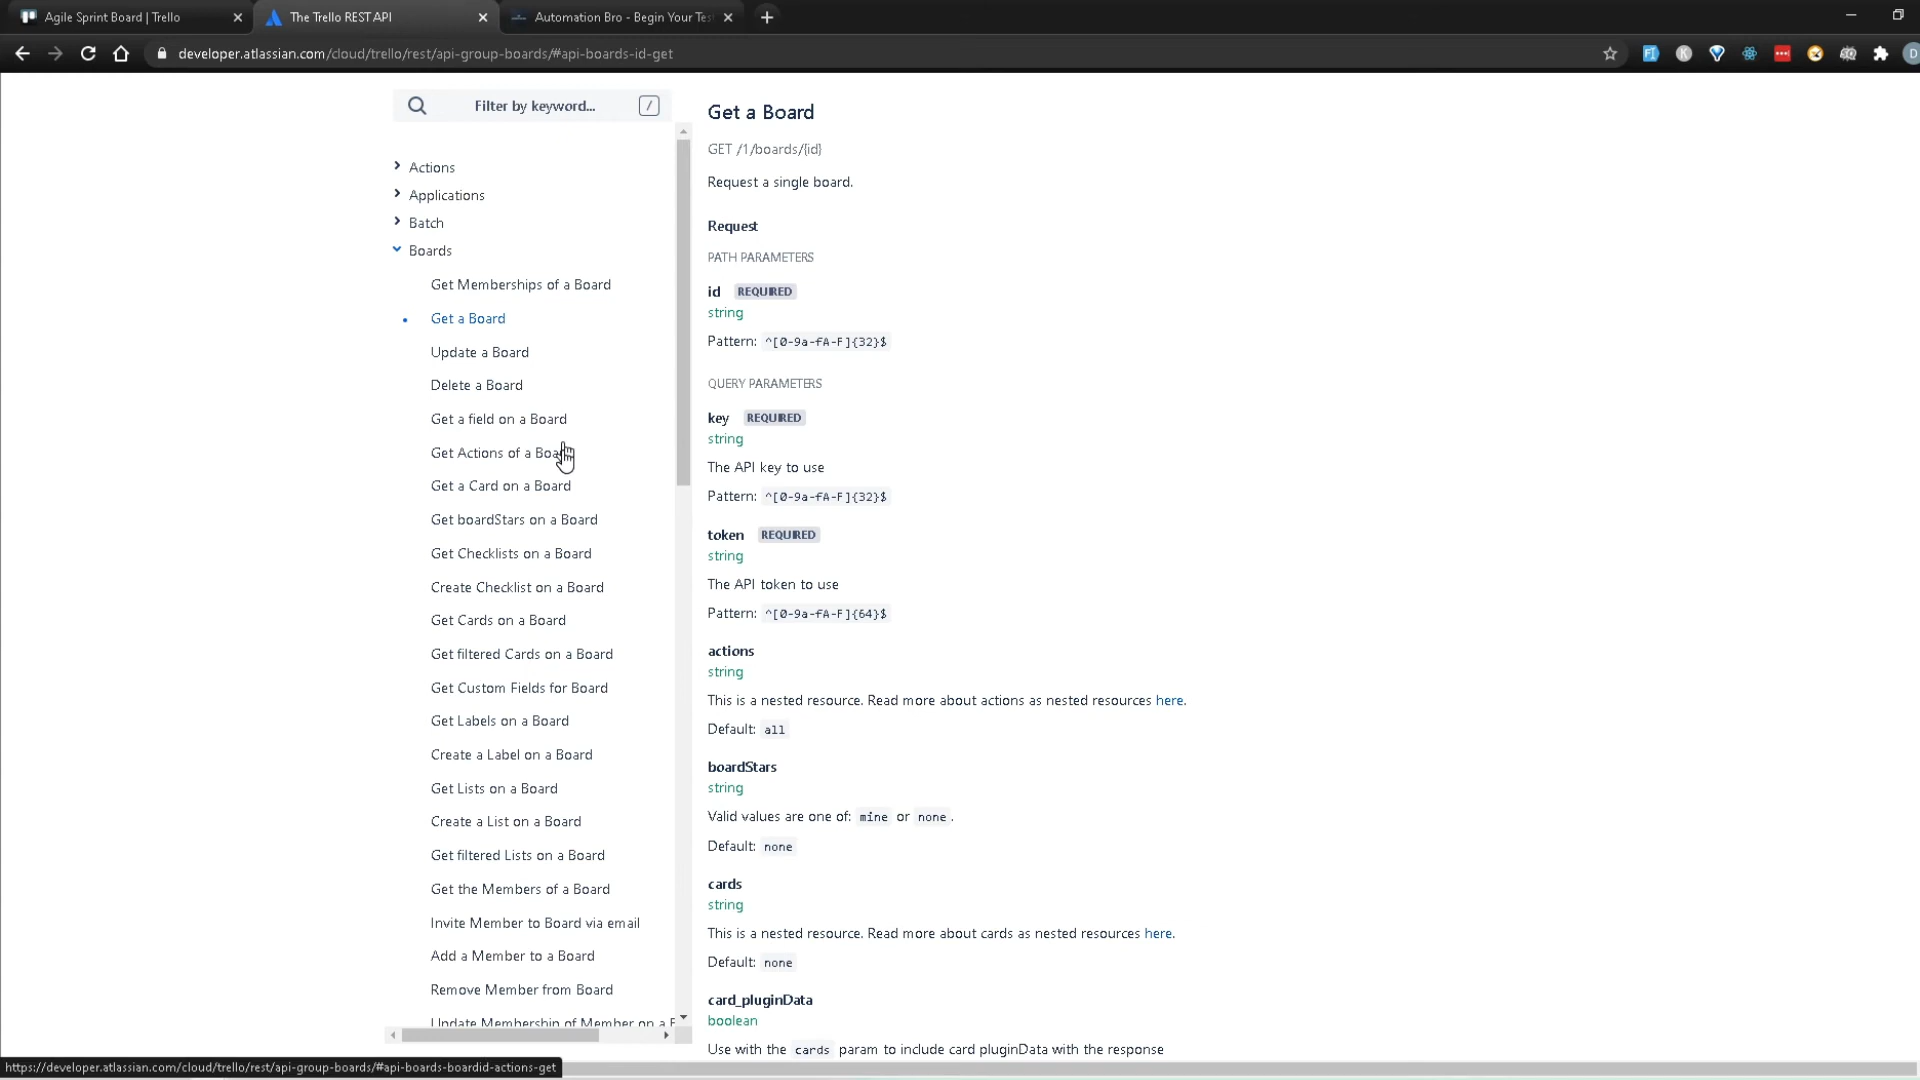 Agile Sprint Board | Trello
The Trello REST API
Automation Bro - Begin Your Tes
developer.atlassian.com/cloud/trello/rest/api-group-boards/#api-boards-id-get
Filter by keyword... /
Actions
Applications
Batch
Boards
Get Memberships of a Board
Get a Board
Update a Board
Delete a Board
Get a field on a Board
Get Actions of a Boa
Get a Card on a Board
Get boardStars on a Board
Get Checklists on a Board
Create Checklist on a Board
Get Cards on a Board
Get filtered Cards on a Board
Get Custom Fields for Board
Get Labels on a Board
Create a Label on a Board
Get Lists on a Board
Create a List on a Board
Get filtered Lists on a Board
Get the Members of a Board
Invite Member to Board via email
Add a Member to a Board
Remove Member from Board
Update Membership of Member on a
Get a Board
GET /1/boards/{id}
Request a single board.
Request
PATH PARAMETERS
id REQUIRED
string
Pattern: ^[0-9a-fA-F]{32}$
QUERY PARAMETERS
key REQUIRED
string
The API key to use
Pattern: ^[0-9a-fA-F]{32}$
token REQUIRED
string
The API token to use
Pattern: ^[0-9a-fA-F]{64}$
actions
string
This is a nested resource. Read more about actions as nested resources here.
Default: all
boardStars
string
Valid values are one of: mine or none.
Default: none
cards
string
This is a nested resource. Read more about cards as nested resources here.
Default: none
card_pluginData
boolean
Use with the cards param to include card pluginData with the response
https://developer.atlassian.com/cloud/trello/rest/api-group-boards/#api-boards-boardid-actions-get